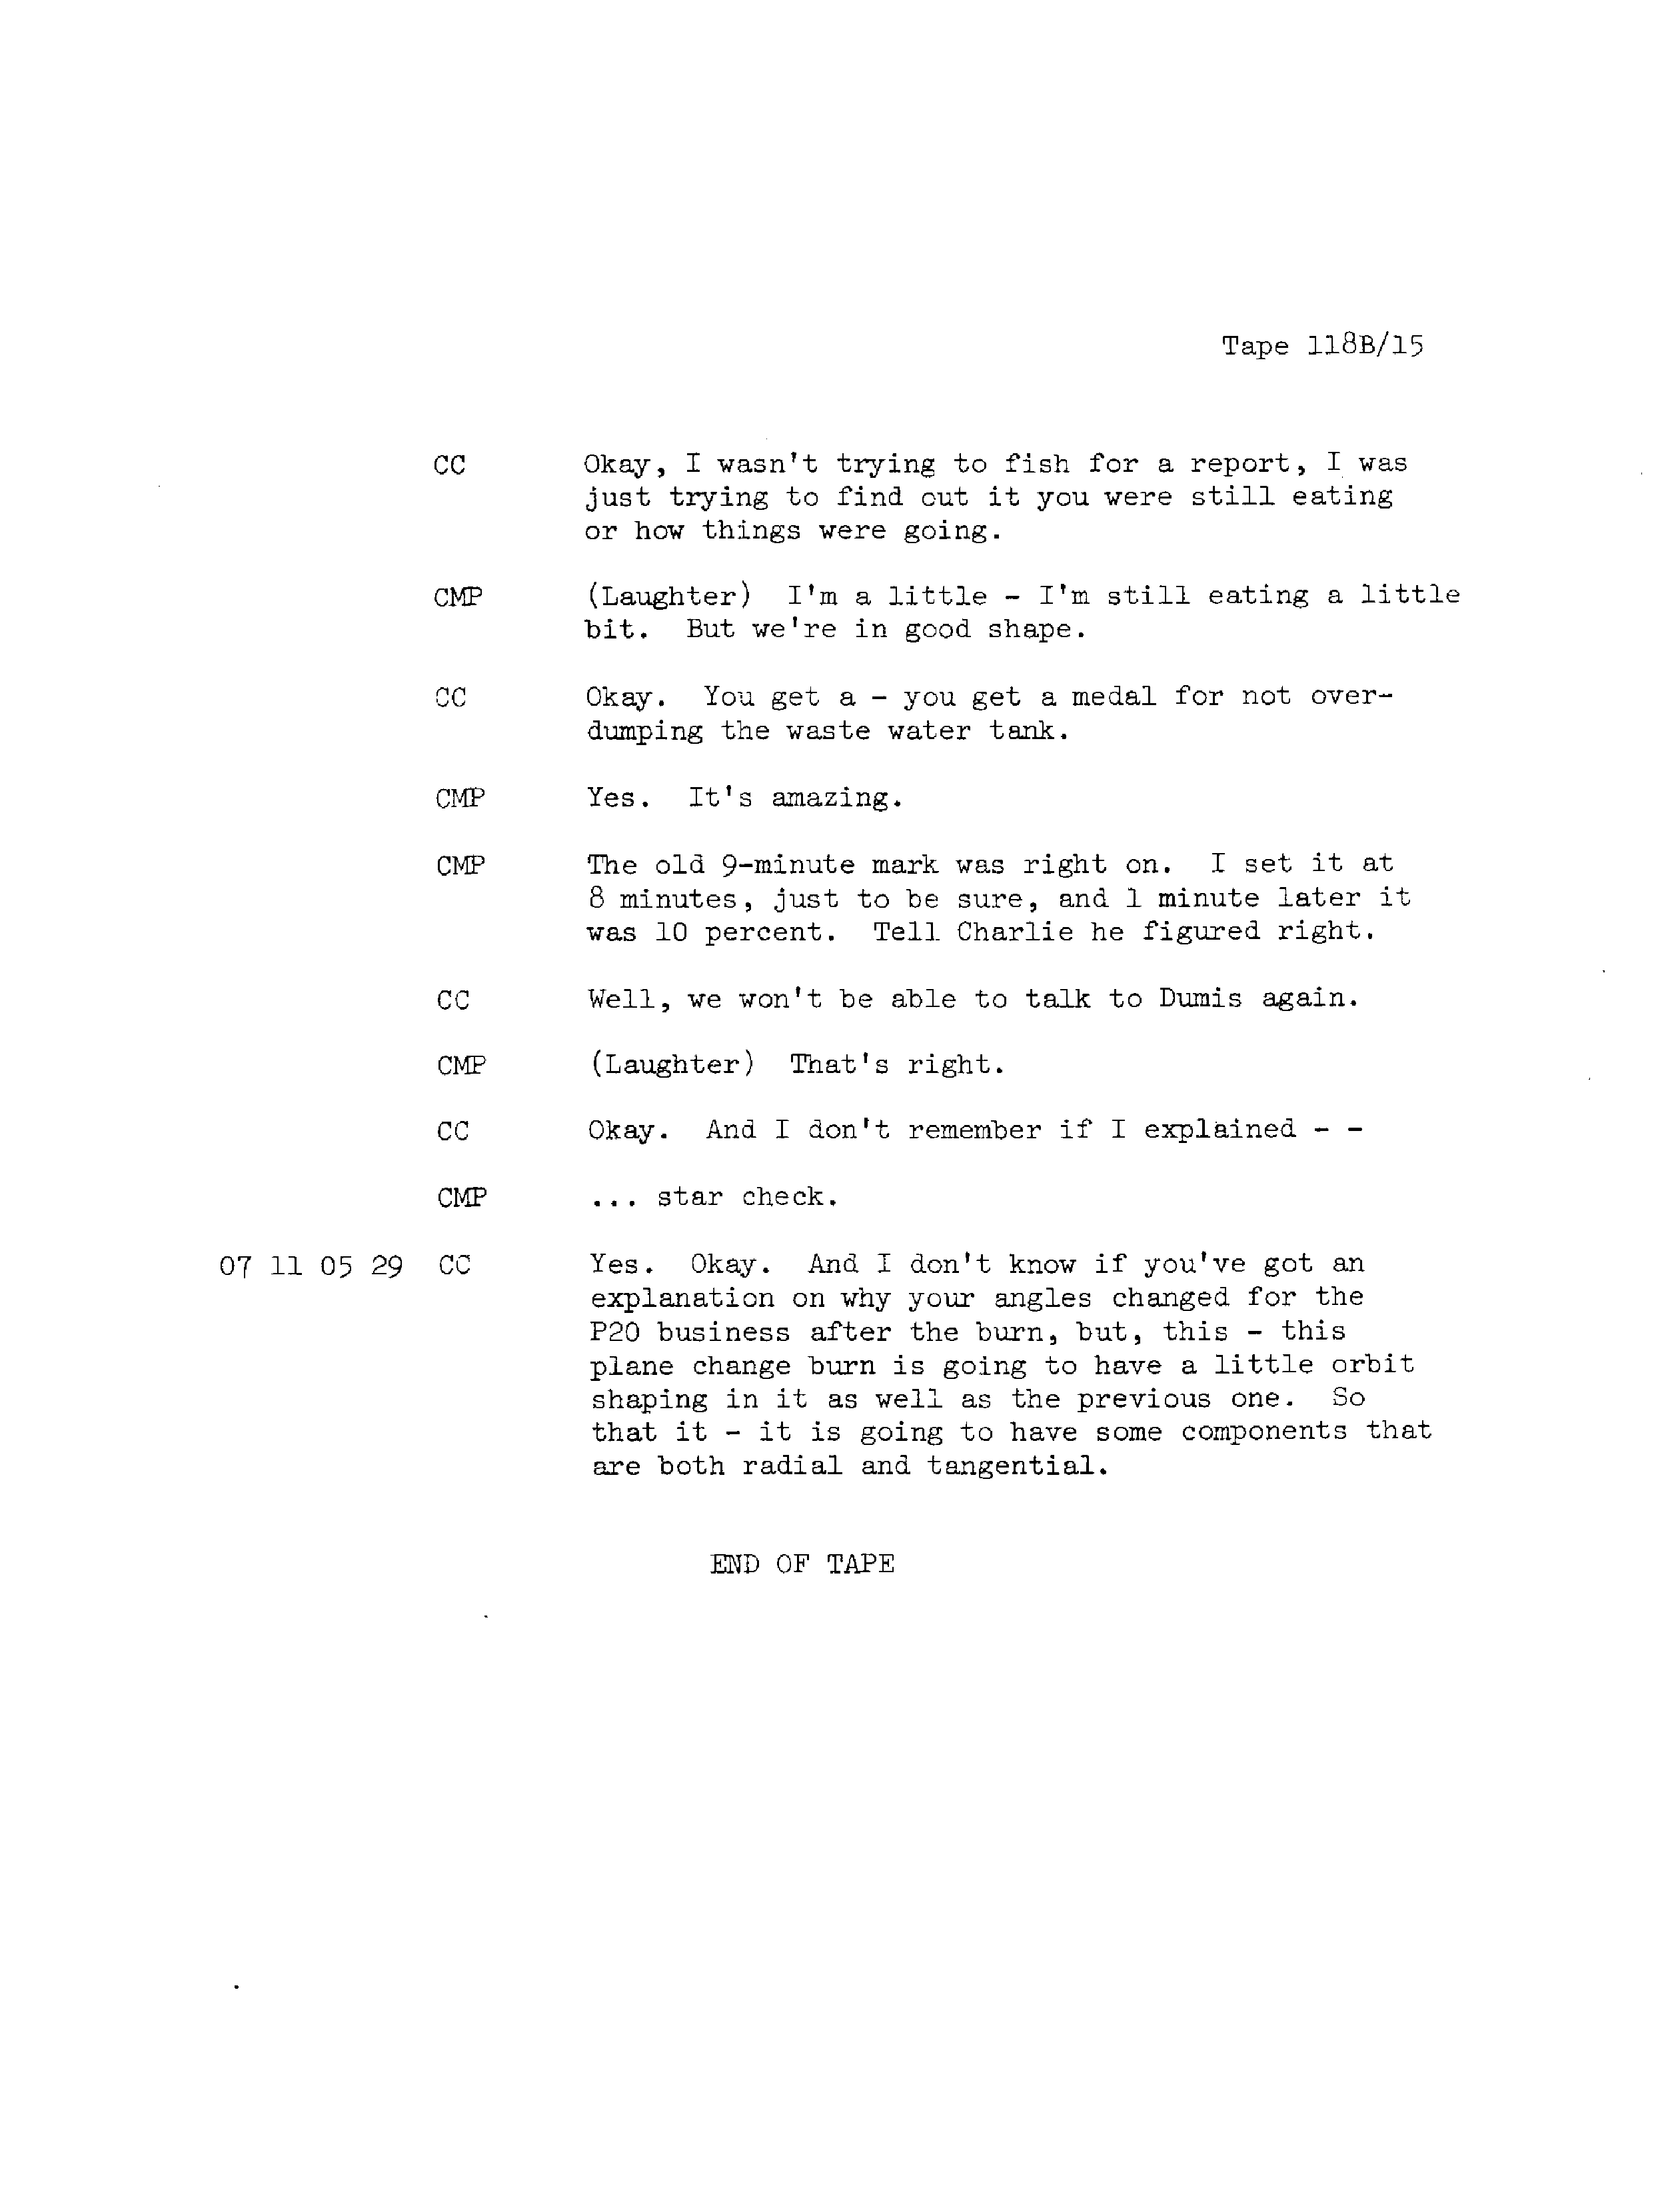 Tape 118B/15
CC Okay, I wasn't trying to fish for a report, I was
just trying to find out it you were still eating
or how things were going.
CMP (Laughter) I'm a little - I'm still eating a little
bit. But we're in good shape.
CC Okay. You get a - you get a medal for not over-
dumping the waste water tank.
CMP Yes. It's amazing.
CMP The old 9-minute mark was right on. I set it at
8 minutes, just to be sure, and 1 minute later it
was 10 percent. Tell Charlie he figured right.
CC Well, we won't be able to talk to Dumis again.
CMP (Laughter) That's right.
CC Okay. And I don't remember if I explained - -
CMP ... star check.
07 11 05 29 CC Yes. Okay. And I don't know if you've got an
explanation on why your angles changed for the
P20 business after the burn, but, this - this
plane change burn is going to have a little orbit
shaping in it as well as the previous one. So
that it - it is going to have some components that
are both radial and tangential.
END OF TAPE